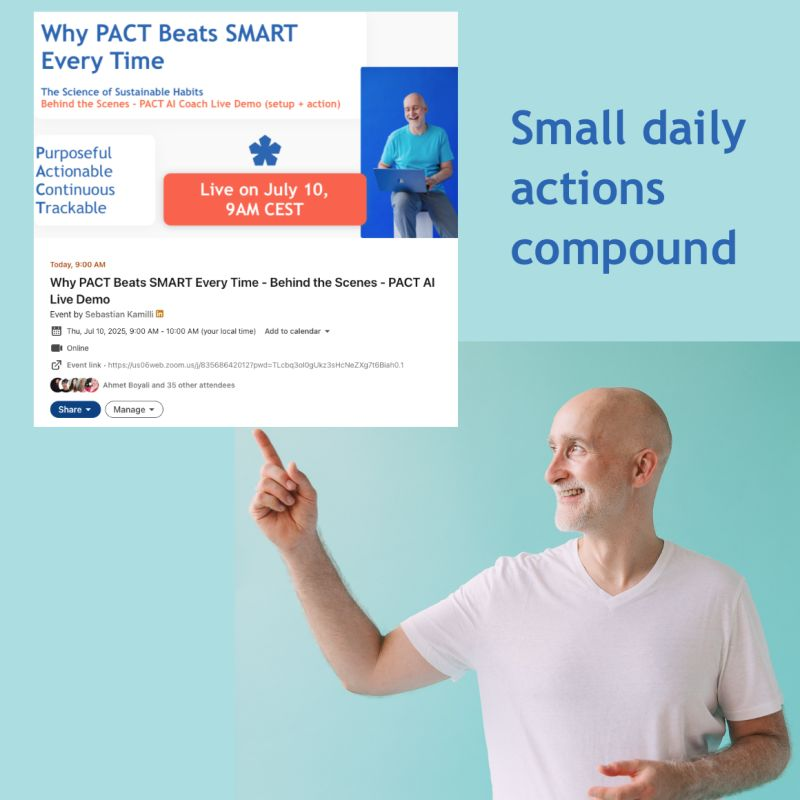 Why PACT Beats SMART
Every Time
The Science of Sustainable Habits
Behind the Scenes - PACT AI Coach Live Demo (setup + action)
Purposeful
Actionable
Continuous
Trackable
Live on July 10,
9AM CEST
Small daily
actions
compound
Today, 9:00 AM
Why PACT Beats SMART Every Time - Behind the Scenes - PACT AI
Live Demo
Event by Sebastian Kamilli in
Thu, Jul 10, 2025, 9:00 AM - 10:00 AM (your local time) Add to calendar
Online
Event link · https://us06web.zoom.us/j/83568642012?pwd=TLcbq3ol0gUkz3sHcNeZXg7t6Biah0.1
Ahmet Boyali and 35 other attendees
Share Manage